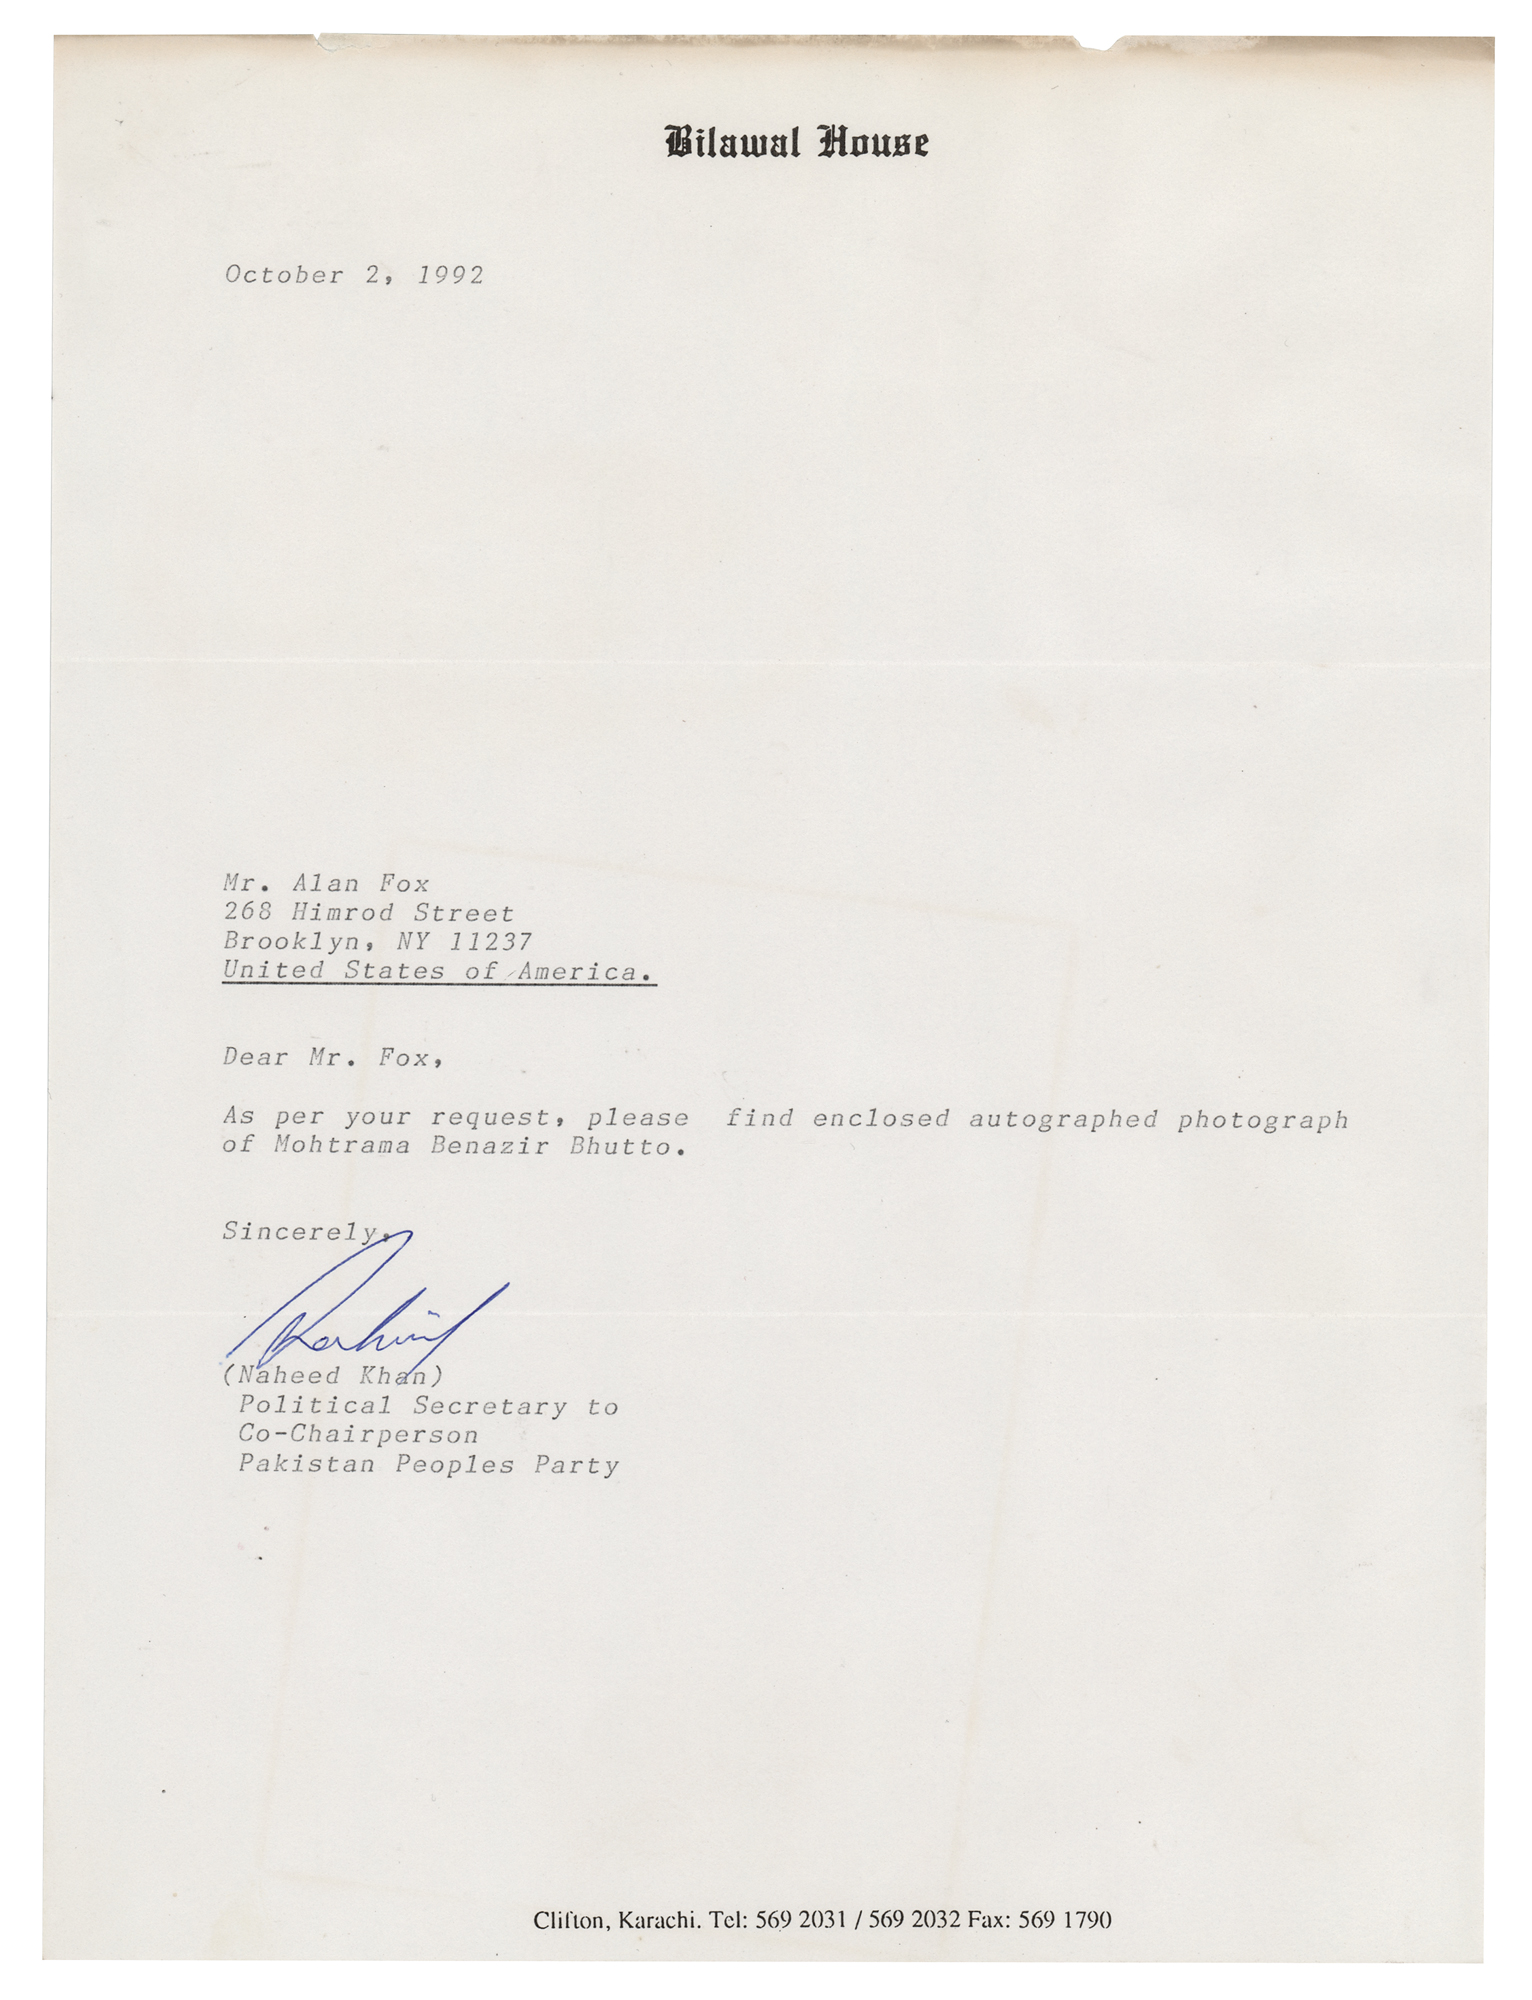 Bilawal House
October 2, 1992
Mr. Alan Fox
268 Himrod Street
Brooklyn, NY 11237
United States of America.
Dear Mr. Fox,
As per your request, please find enclosed autographed photograph
of Mohtrama Benazir Bhutto.
Sincerely,
(Naheed Khan)
Political Secretary to
Co-Chairperson
Pakistan Peoples Party
Clifton, Karachi. Tel: 569 2031 / 569 2032 Fax: 569 1790